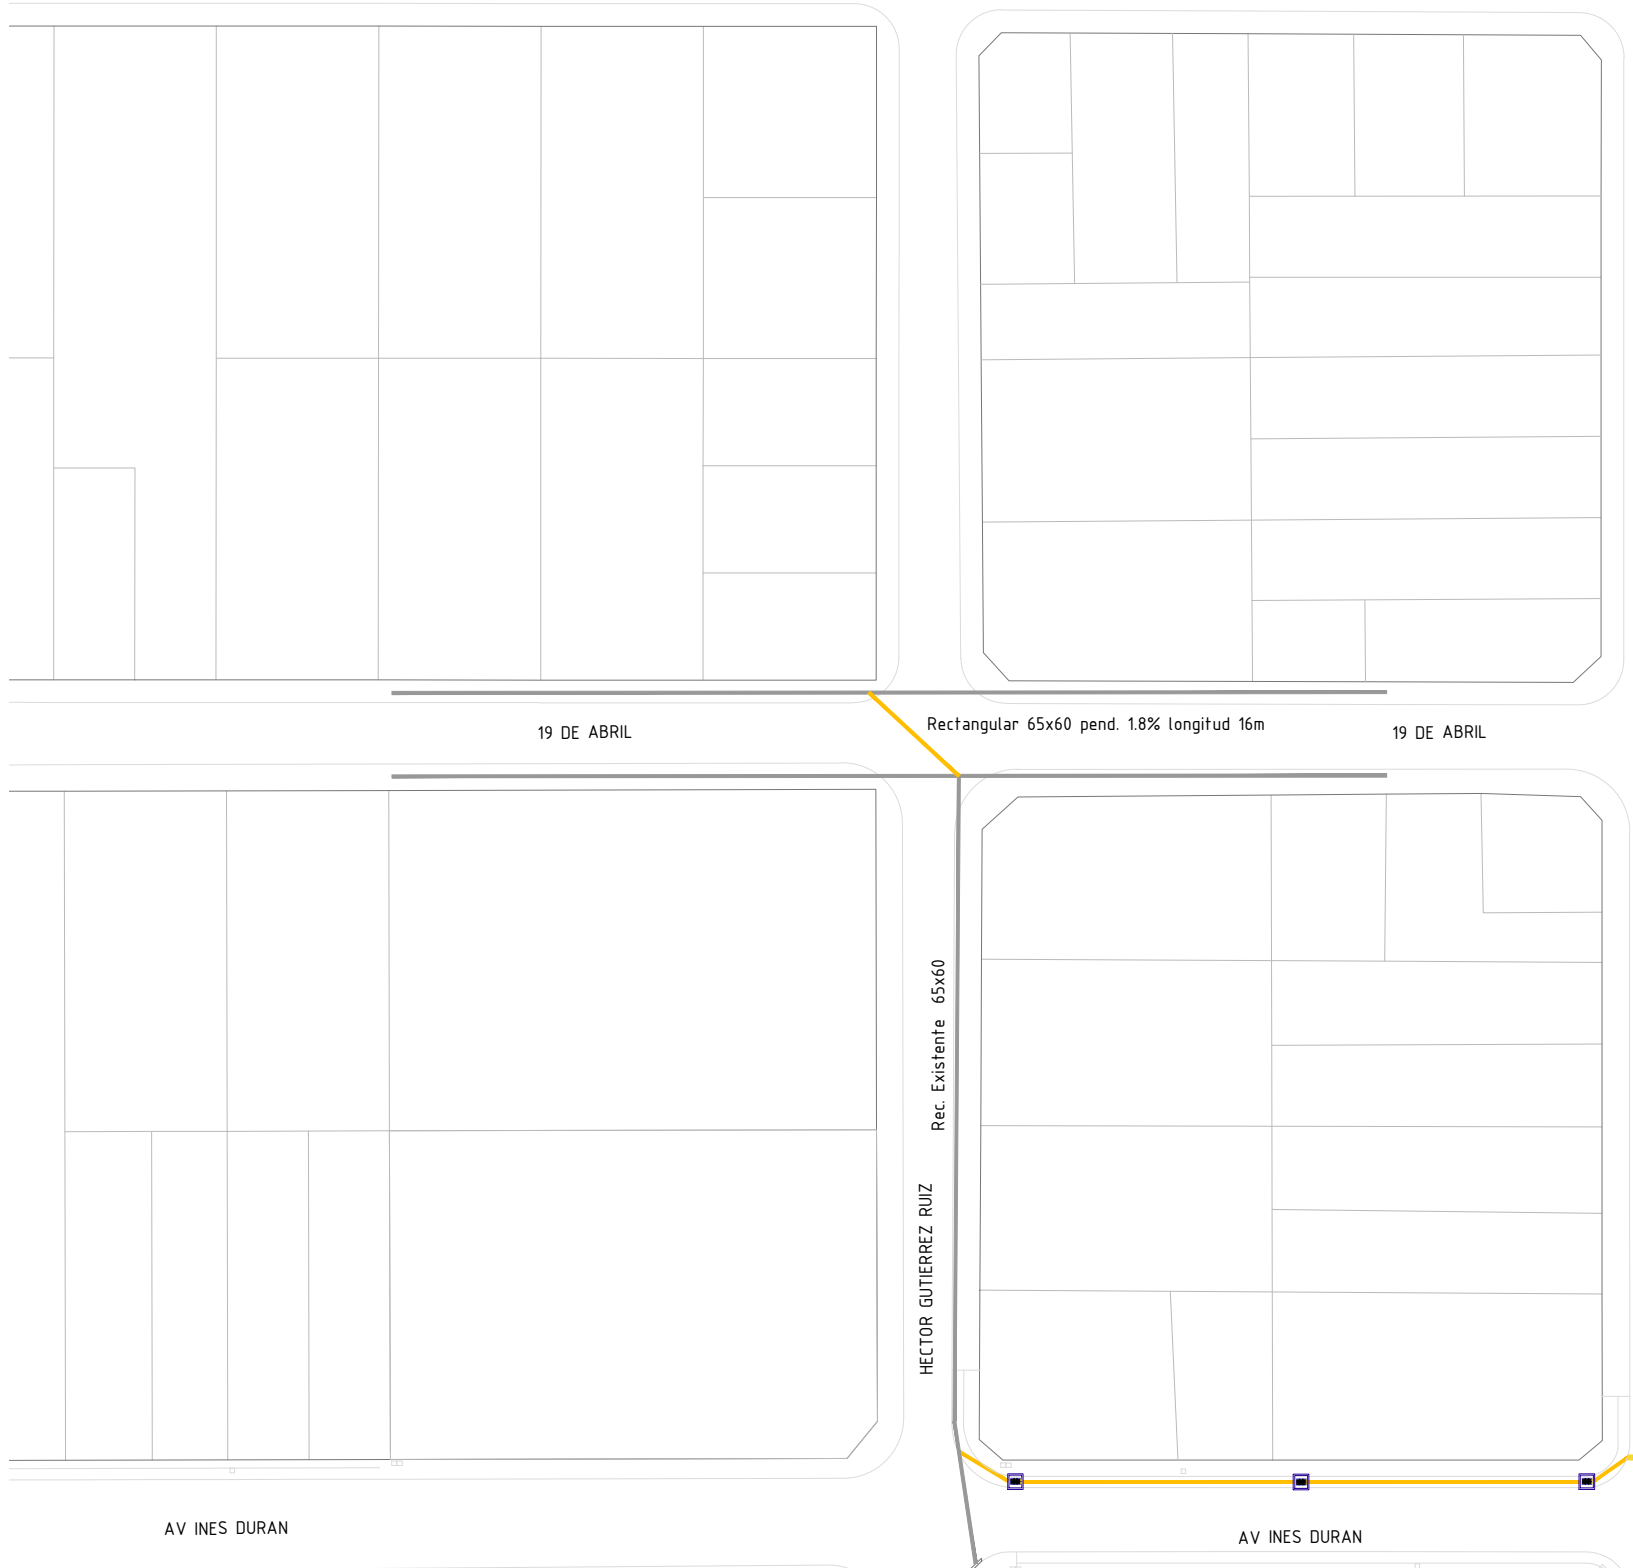 19 DE ABRIL
Rectangular 65x60 pend. 1.8% longitud 16m
19 DE ABRIL
Rec. Existente 65x60
HECTOR GUTIERREZ RUIZ
AV INES DURAN
AV INES DURAN